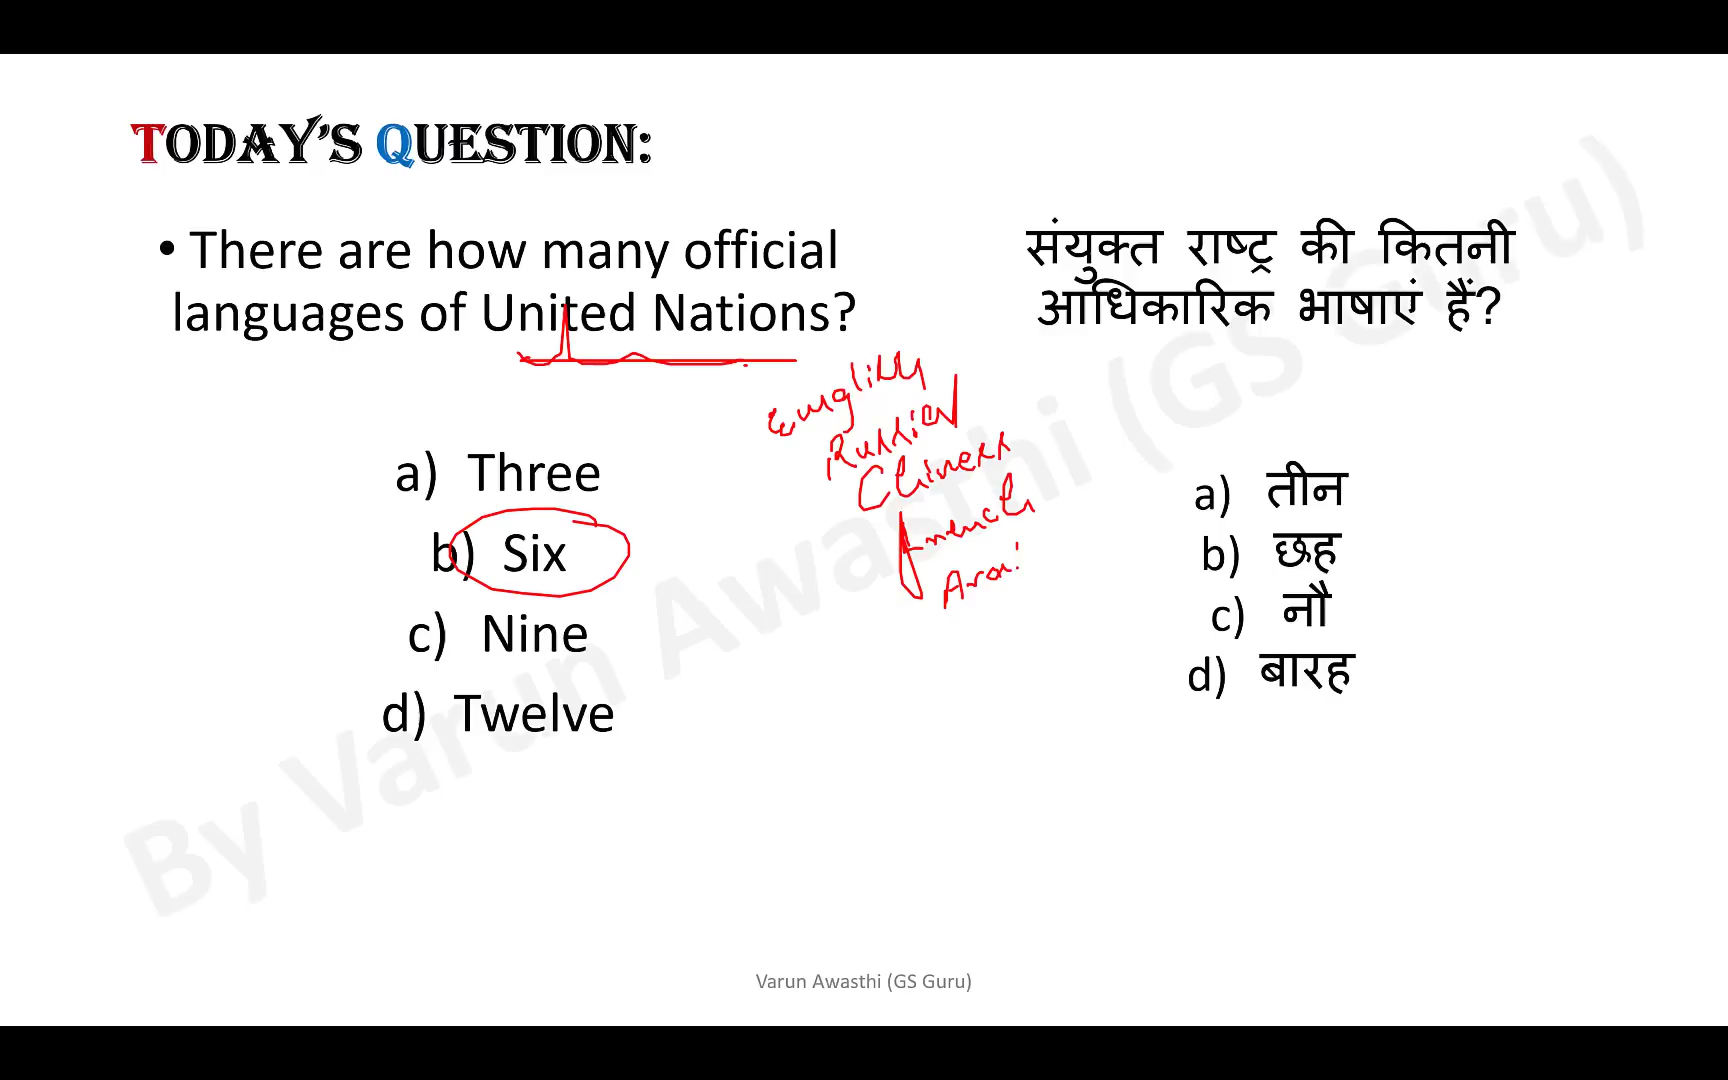 TODAY'S QUESTION:
• There are how many official
languages of United Nations?
a) Three
b) Six
c) Nine
d) Twelve
English
Russian
Chinese
French
Arabi
संयुक्त राष्ट्र की कितनी
आधिकारिक भाषाएं हैं?
a) तीन
b) छह
c) नौ
d) बारह
By Varun Awasthi (GS Guru)
Varun Awasthi (GS Guru)